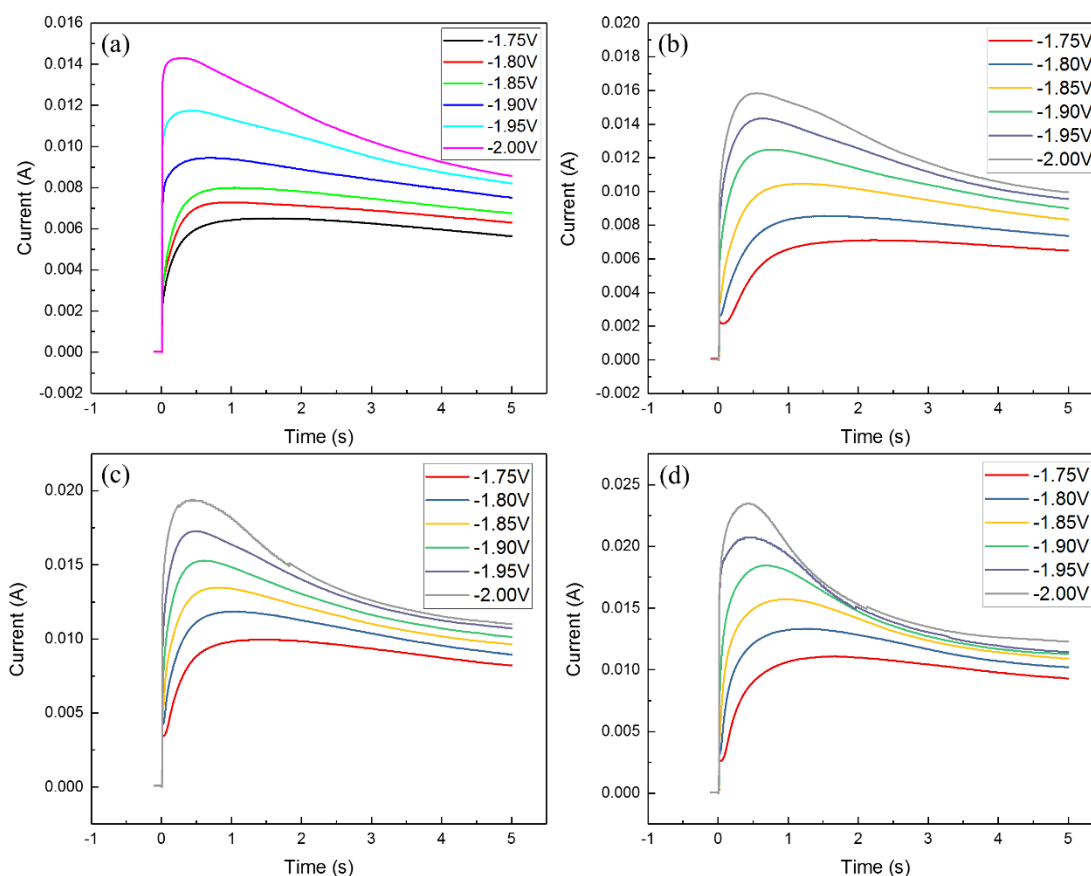 (a)
-1.75V
-1.80V
-1.85V
-1.90V
-1.95V
-2.00V
0.016
0.014
0.012
0.010
0.008
0.006
0.004
0.002
0.000
-0.002
Current (A)
-1 0 1 2 3 4 5
Time (s)
(b)
-1.75V
-1.80V
-1.85V
-1.90V
-1.95V
-2.00V
0.020
0.018
0.016
0.014
0.012
0.010
0.008
0.006
0.004
0.002
0.000
-0.002
Current (A)
-1 0 1 2 3 4 5
Time (s)
(c)
-1.75V
-1.80V
-1.85V
-1.90V
-1.95V
-2.00V
0.020
0.015
0.010
0.005
0.000
Current (A)
-1 0 1 2 3 4 5
Time (s)
(d)
-1.75V
-1.80V
-1.85V
-1.90V
-1.95V
-2.00V
0.025
0.020
0.015
0.010
0.005
0.000
Current (A)
-1 0 1 2 3 4 5
Time (s)